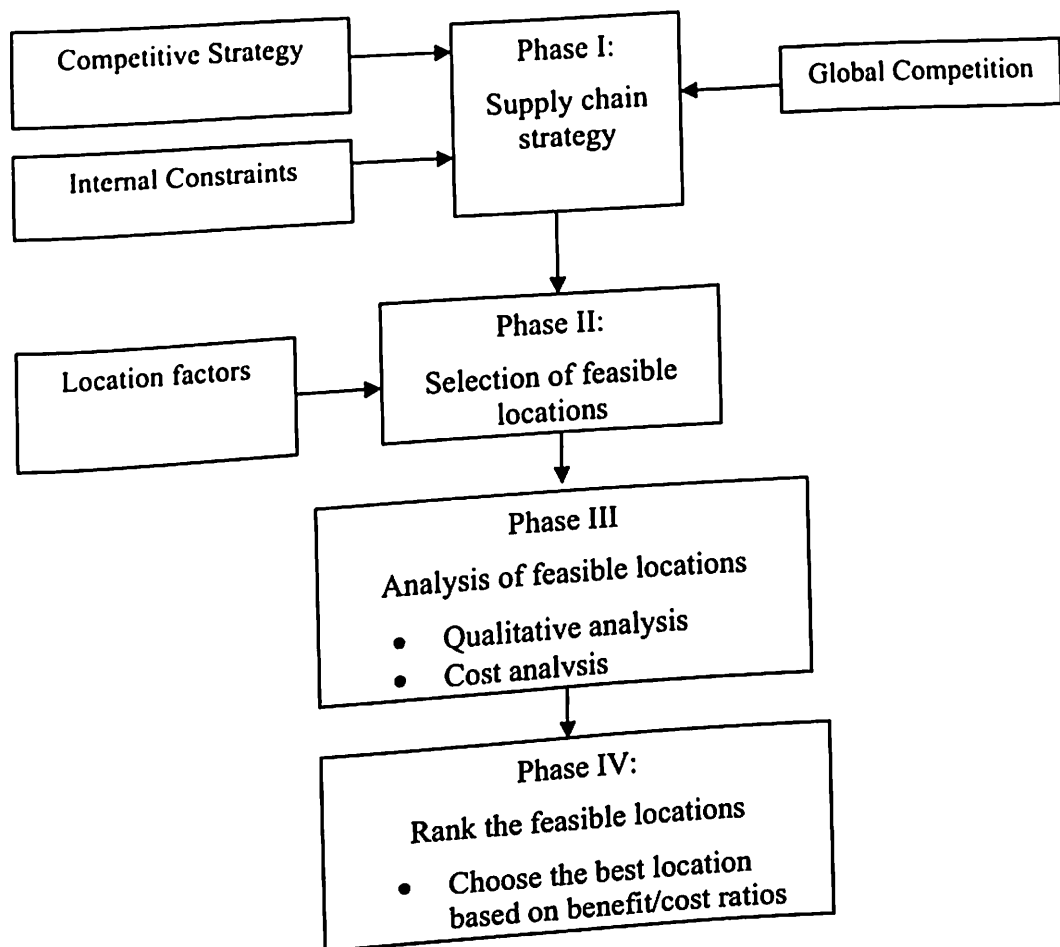 Competitive Strategy
Internal Constraints
Phase I:
Supply chain
strategy
Global Competition
Location factors
Phase II:
Selection of feasible
locations
Phase III
Analysis of feasible locations
• Qualitative analysis
• Cost analysis
Phase IV:
Rank the feasible locations
• Choose the best location
based on benefit/cost ratios